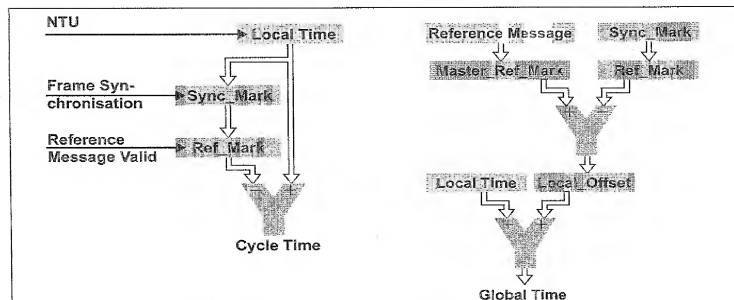 NTU
Local Time
Frame Syn-
chronisation
Sync_Mark
Reference
Message Valid
Ref_Mark
- +
Cycle Time
Reference Message
Sync_Mark
Master_Ref_Mark
Ref_Mark
+ -
Local Time
Local_Offset
+ +
Global Time